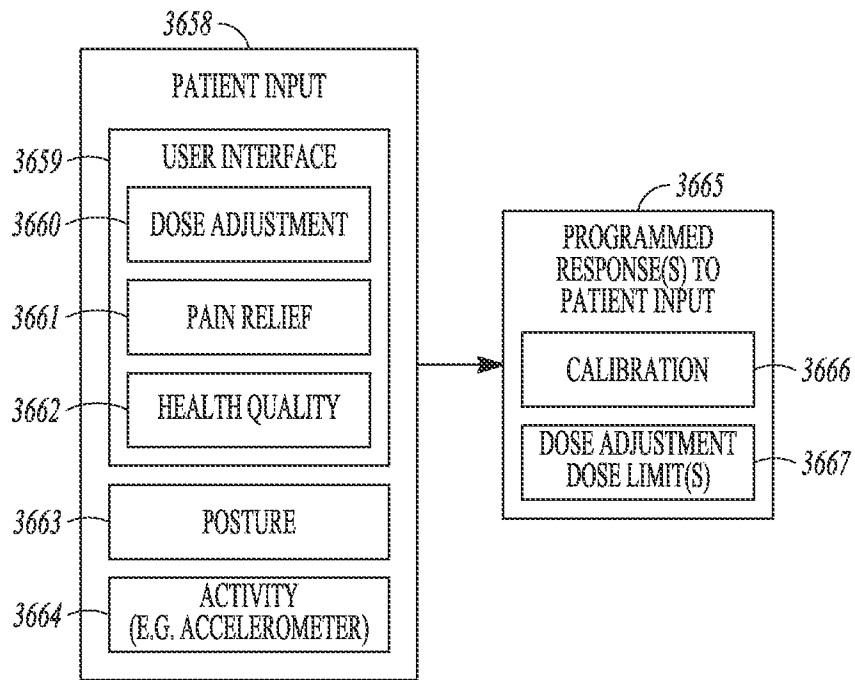 3658
PATIENT INPUT
3659
USER INTERFACE
3660
DOSE ADJUSTMENT
3661
PAIN RELIEF
3662
HEALTH QUALITY
3663
POSTURE
3664
ACTIVITY
(E.G. ACCELEROMETER)
3665
PROGRAMMED
RESPONSE(S) TO
PATIENT INPUT
CALIBRATION
3666
DOSE ADJUSTMENT
DOSE LIMIT(S)
3667